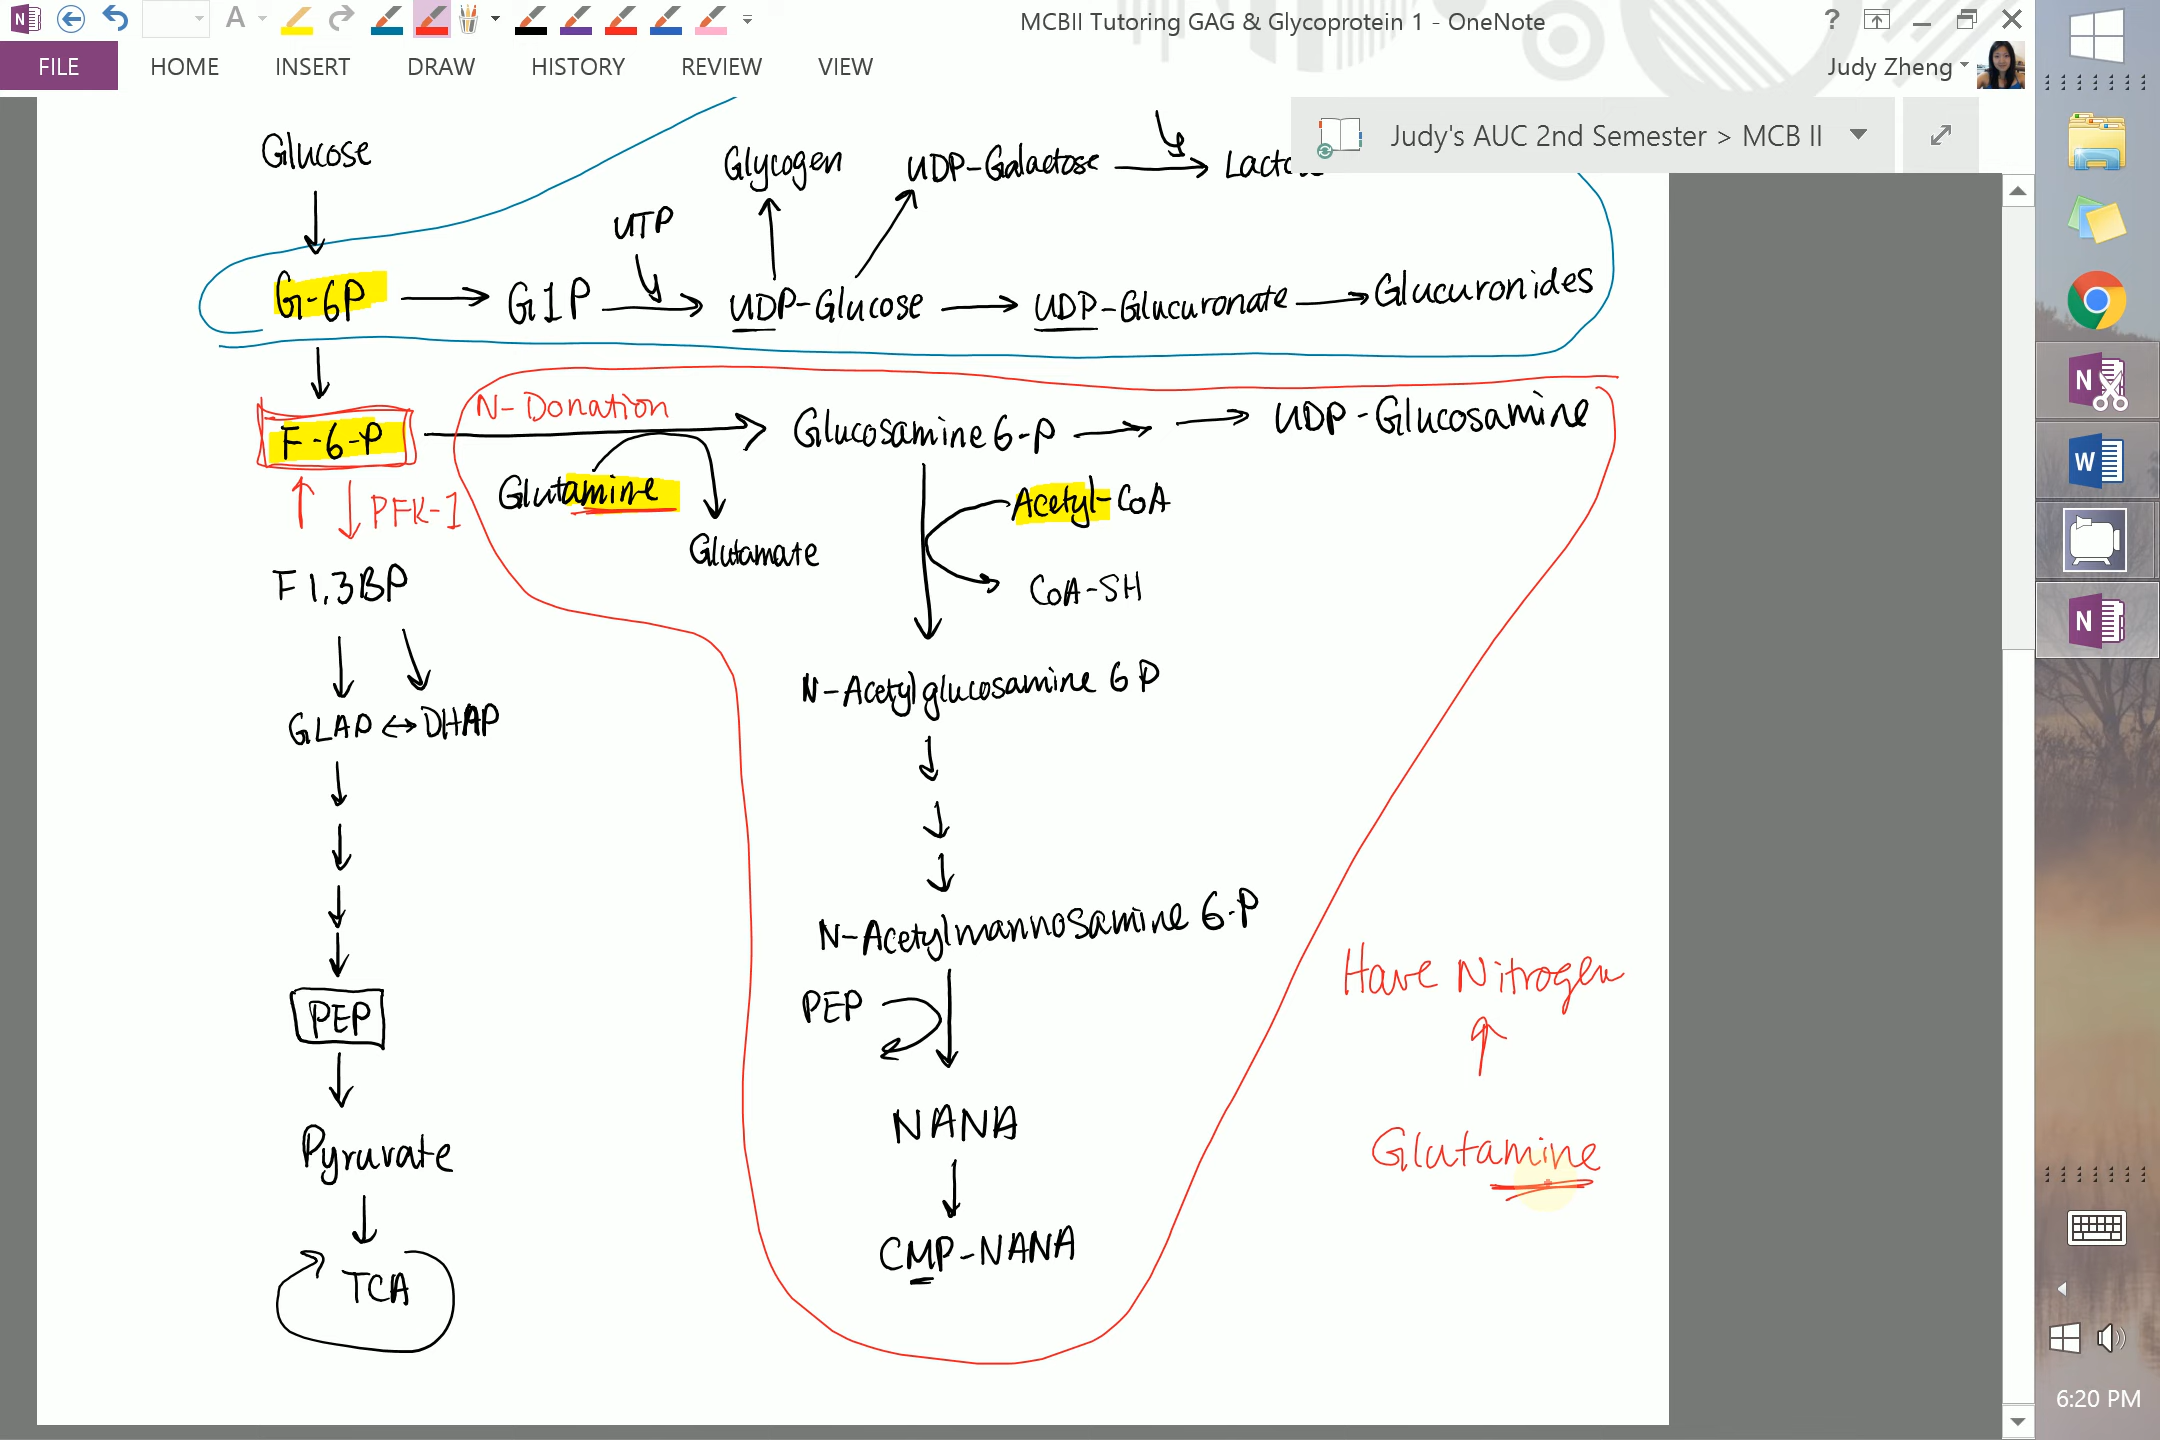 MCBII Tutoring GAG & Glycoprotein 1 - OneNote
FILE HOME INSERT DRAW HISTORY REVIEW VIEW
Judy Zheng
Judy's AUC 2nd Semester > MCB II
Glucose
Glycogen
UDP-Galactose
UTP
G-6P
G1P
UDP-Glucose
UDP-Glucuronate
Glucuronides
N-Donation
F-6-P
Glucosamine 6-P
UDP-Glucosamine
Glutamine
Acetyl-CoA
PFK-1
Glutamate
CoA-SH
F1,3BP
N-Acetylglucosamine 6P
GLAP
DHAP
N-Acetylmannosamine 6-P
Have Nitrogen
PEP
PEP
NANA
Pyruvate
Glutamine
CMP-NANA
TCA
6:20 PM